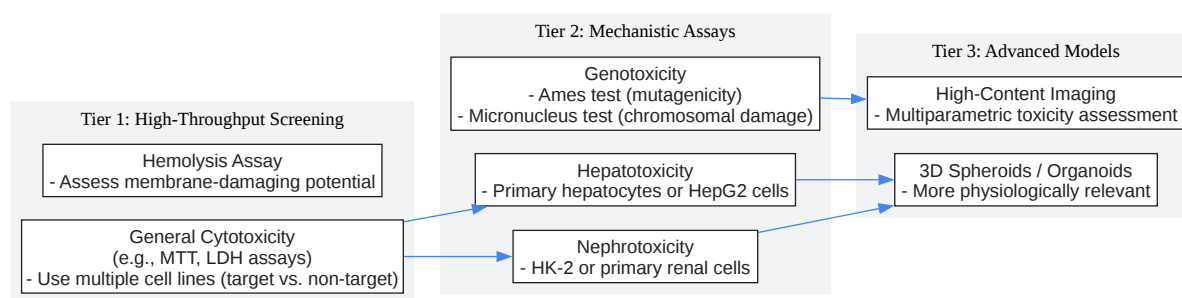 Tier 1: High-Throughput Screening
Hemolysis Assay
- Assess membrane-damaging potential
General Cytotoxicity
(e.g., MTT, LDH assays)
- Use multiple cell lines (target vs. non-target)
Tier 2: Mechanistic Assays
Genotoxicity
- Ames test (mutagenicity)
- Micronucleus test (chromosomal damage)
Hepatotoxicity
- Primary hepatocytes or HepG2 cells
Nephrotoxicity
- HK-2 or primary renal cells
Tier 3: Advanced Models
High-Content Imaging
- Multiparametric toxicity assessment
3D Spheroids / Organoids
- More physiologically relevant